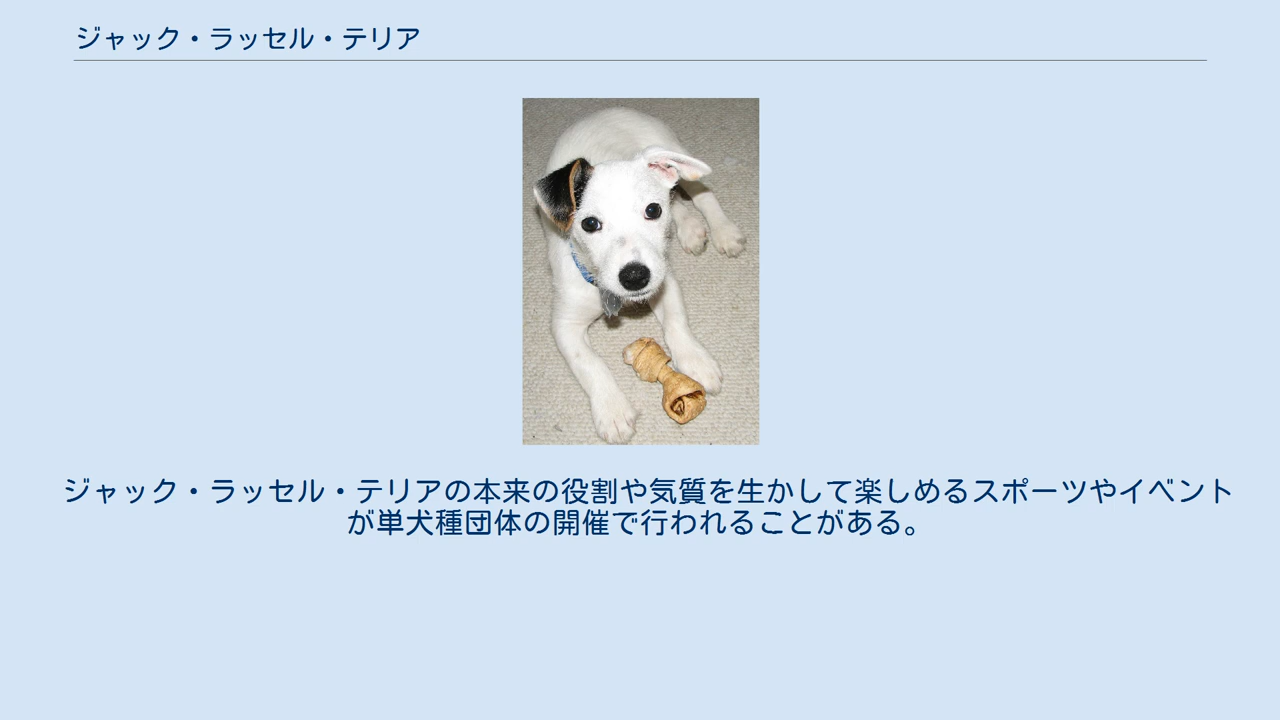 ジャック・ラッセル・テリア
ジャック・ラッセル・テリアの本来の役割や気質を生かして楽しめるスポーツやイベント
が単犬種団体の開催で行われることがある。